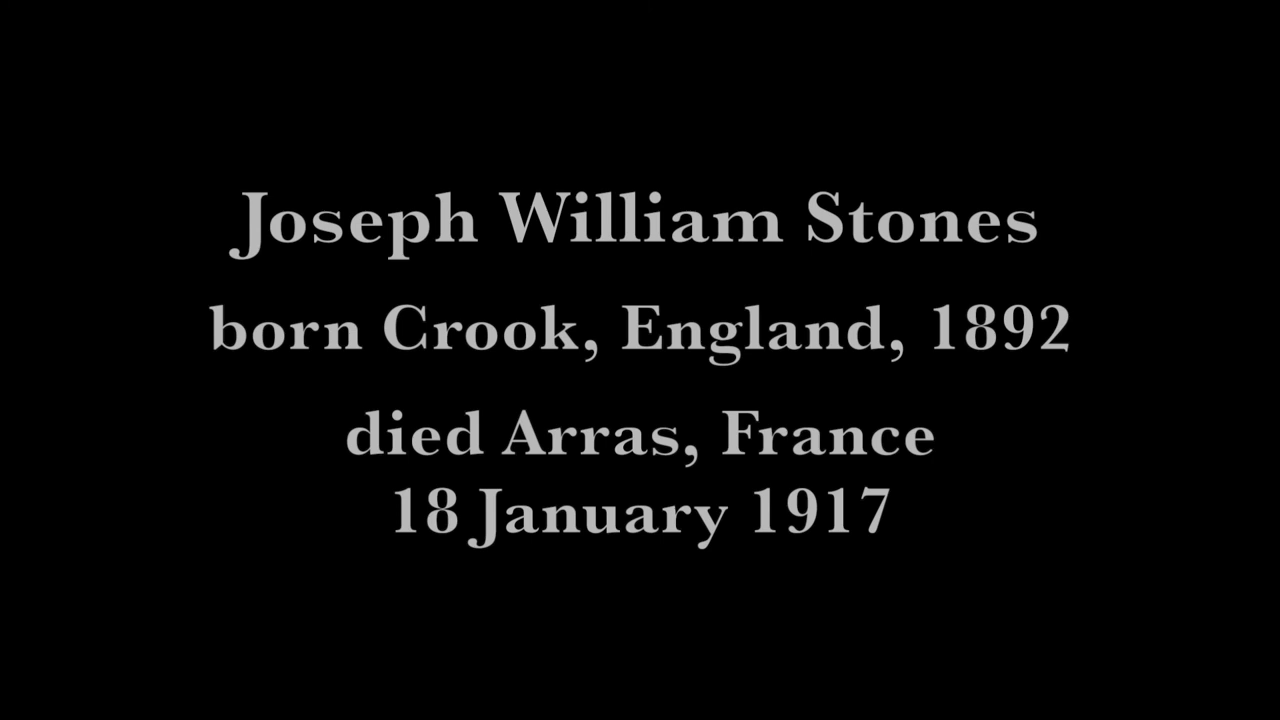 Joseph William Stones
born Crook, England, 1892
died Arras, France
18 January 1917